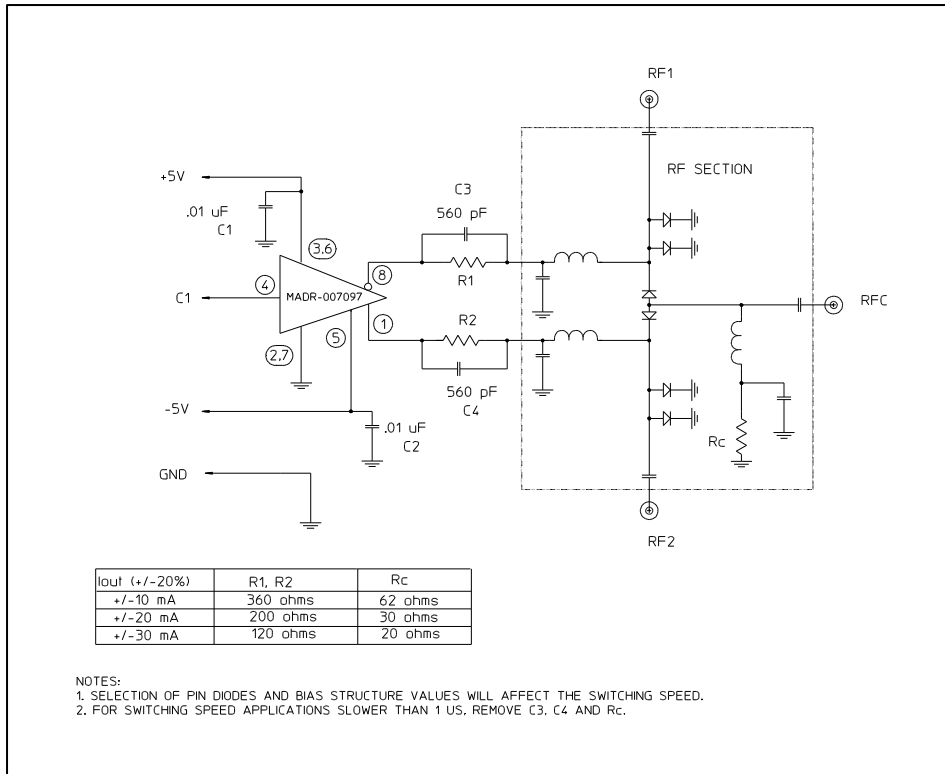 RF1
RF SECTION
+5V
.01 uF
C1
C3
560 pF
3,6
8
R1
4
MADR-007097
C1
RFC
1
R2
5
2,7
560 pF
C4
-5V
.01 uF
C2
Rc
GND
RF2
Iout (+/-20%) R1, R2 Rc
+/-10 mA 360 ohms 62 ohms
+/-20 mA 200 ohms 30 ohms
+/-30 mA 120 ohms 20 ohms
NOTES:
1. SELECTION OF PIN DIODES AND BIAS STRUCTURE VALUES WILL AFFECT THE SWITCHING SPEED.
2. FOR SWITCHING SPEED APPLICATIONS SLOWER THAN 1 US, REMOVE C3, C4 AND Rc.